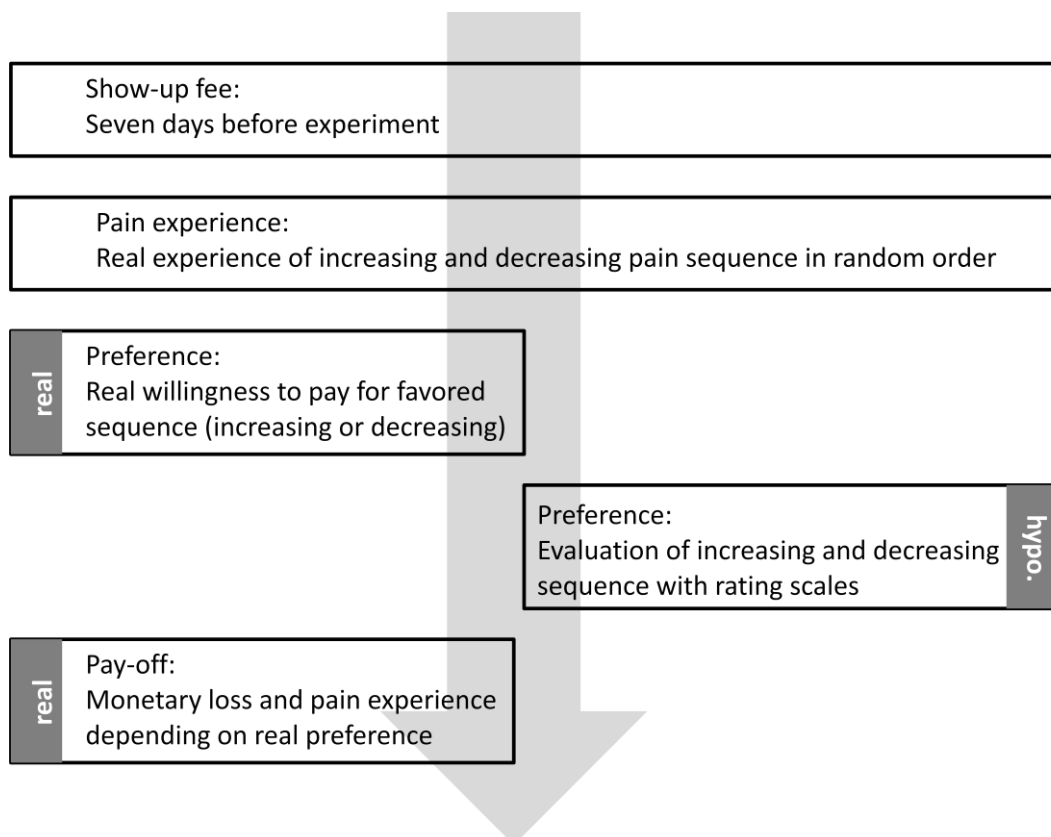 Show-up fee:
Seven days before experiment
Pain experience:
Real experience of increasing and decreasing pain sequence in random order
real
Preference:
Real willingness to pay for favored
sequence (increasing or decreasing)
Preference:
Evaluation of increasing and decreasing
sequence with rating scales
hypo.
real
Pay-off:
Monetary loss and pain experience
depending on real preference